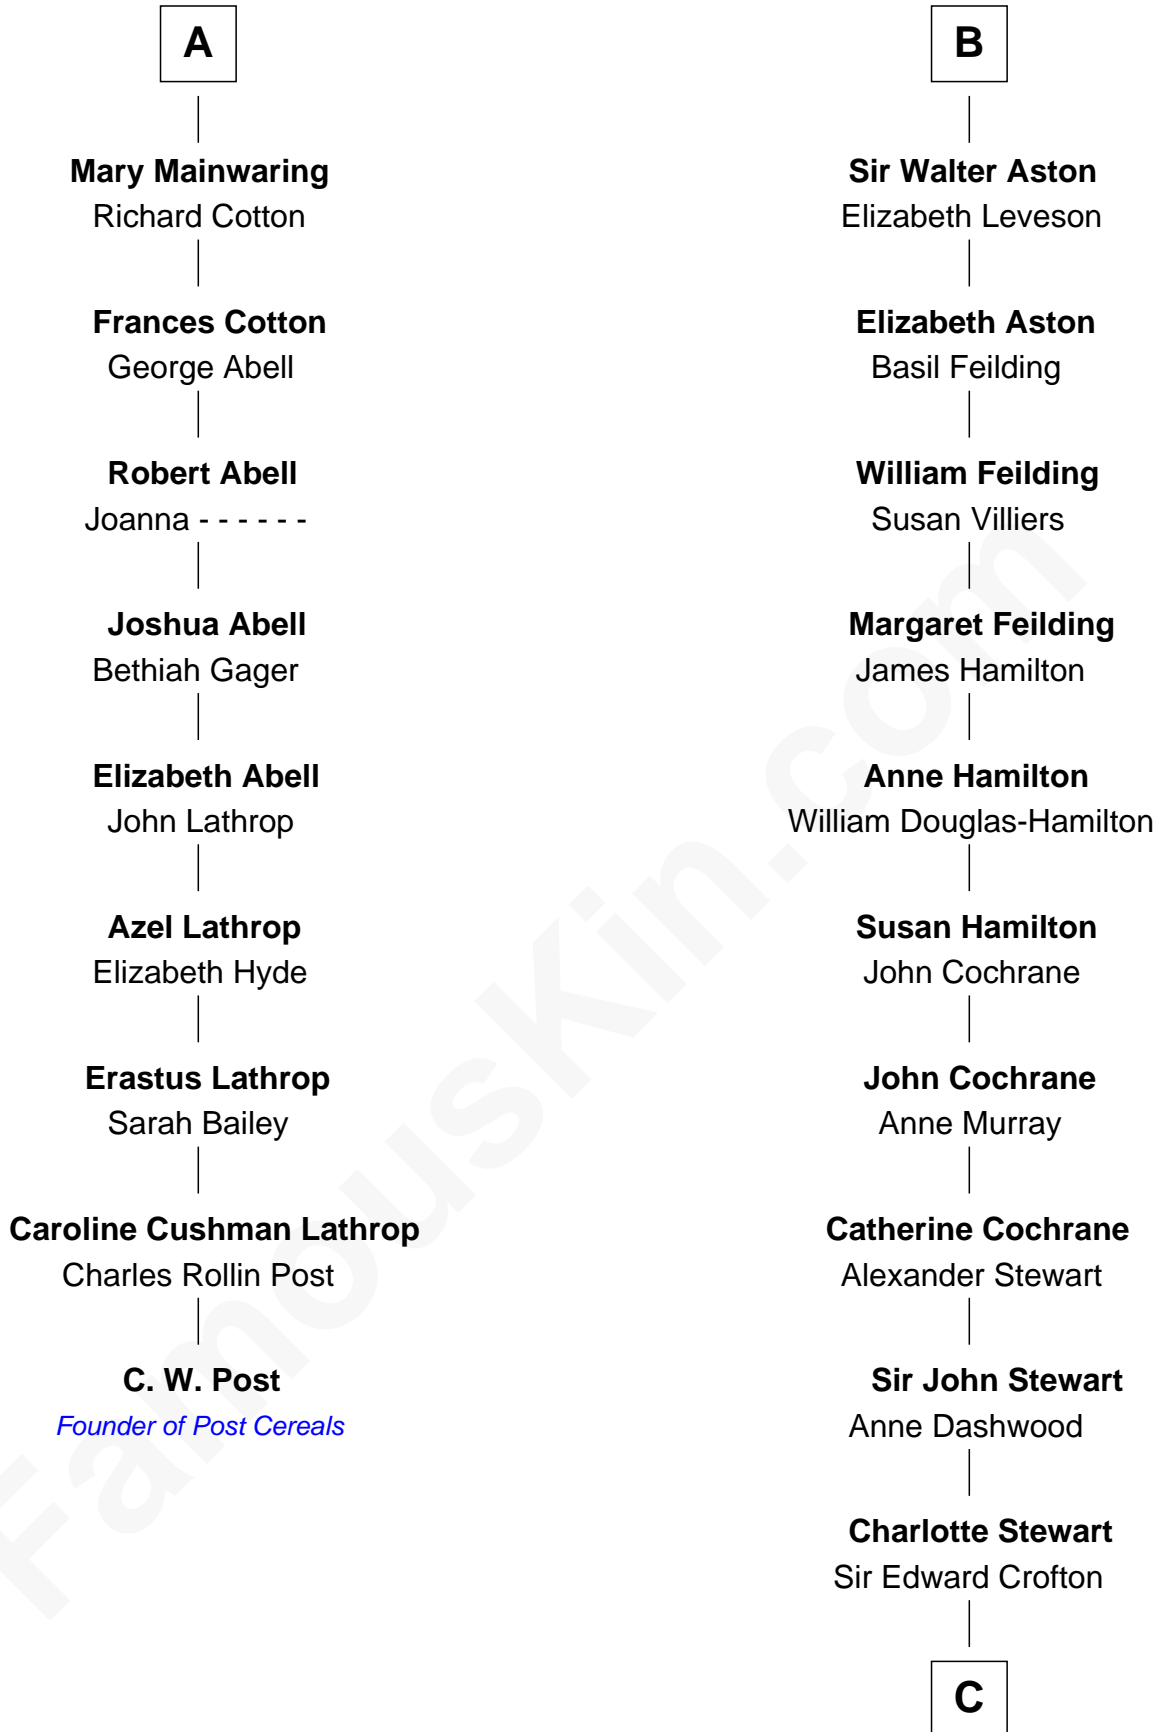 A
Mary Mainwaring
Richard Cotton
Frances Cotton
George Abell
Robert Abell
Joanna - - - - - -
Joshua Abell
Bethiah Gager
Elizabeth Abell
John Lathrop
Azel Lathrop
Elizabeth Hyde
Erastus Lathrop
Sarah Bailey
Caroline Cushman Lathrop
Charles Rollin Post
C. W. Post
Founder of Post Cereals
B
Sir Walter Aston
Elizabeth Leveson
Elizabeth Aston
Basil Feilding
William Feilding
Susan Villiers
Margaret Feilding
James Hamilton
Anne Hamilton
William Douglas-Hamilton
Susan Hamilton
John Cochrane
John Cochrane
Anne Murray
Catherine Cochrane
Alexander Stewart
Sir John Stewart
Anne Dashwood
Charlotte Stewart
Sir Edward Crofton
C
FamousKin.com